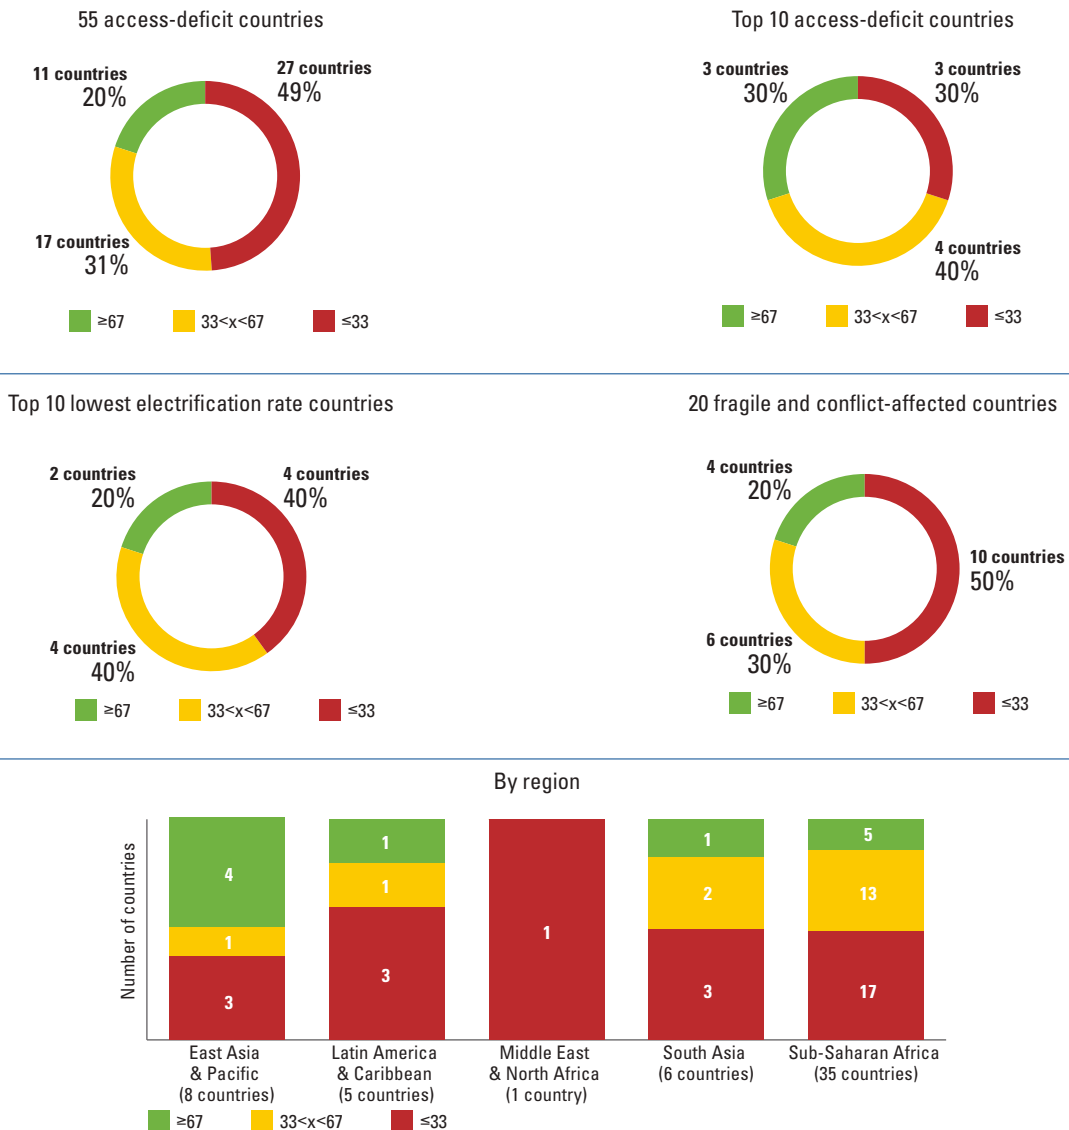 55 access-deficit countries
11 countries
20%
27 countries
49%
17 countries
31%
≥67
33<x<67
≤33
Top 10 access-deficit countries
3 countries
30%
3 countries
30%
4 countries
40%
≥67
33<x<67
≤33
Top 10 lowest electrification rate countries
2 countries
20%
4 countries
40%
4 countries
40%
≥67
33<x<67
≤33
20 fragile and conflict-affected countries
4 countries
20%
10 countries
50%
6 countries
30%
≥67
33<x<67
≤33
By region
Number of countries
4
1
3
1
1
3
1
1
2
3
5
13
17
East Asia
& Pacific
(8 countries)
Latin America
& Caribbean
(5 countries)
Middle East
& North Africa
(1 country)
South Asia
(6 countries)
Sub-Saharan Africa
(35 countries)
≥67
33<x<67
≤33